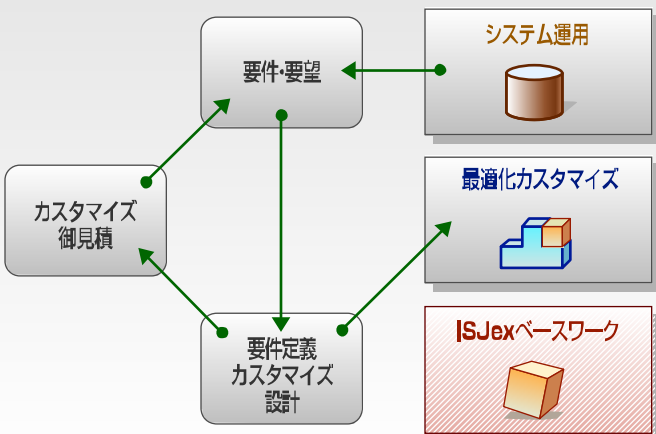 要件・要望
システム運用
カスタマイズ
御見積
最適化カスタマイズ
要件定義
カスタマイズ
設計
ISJexベースワーク